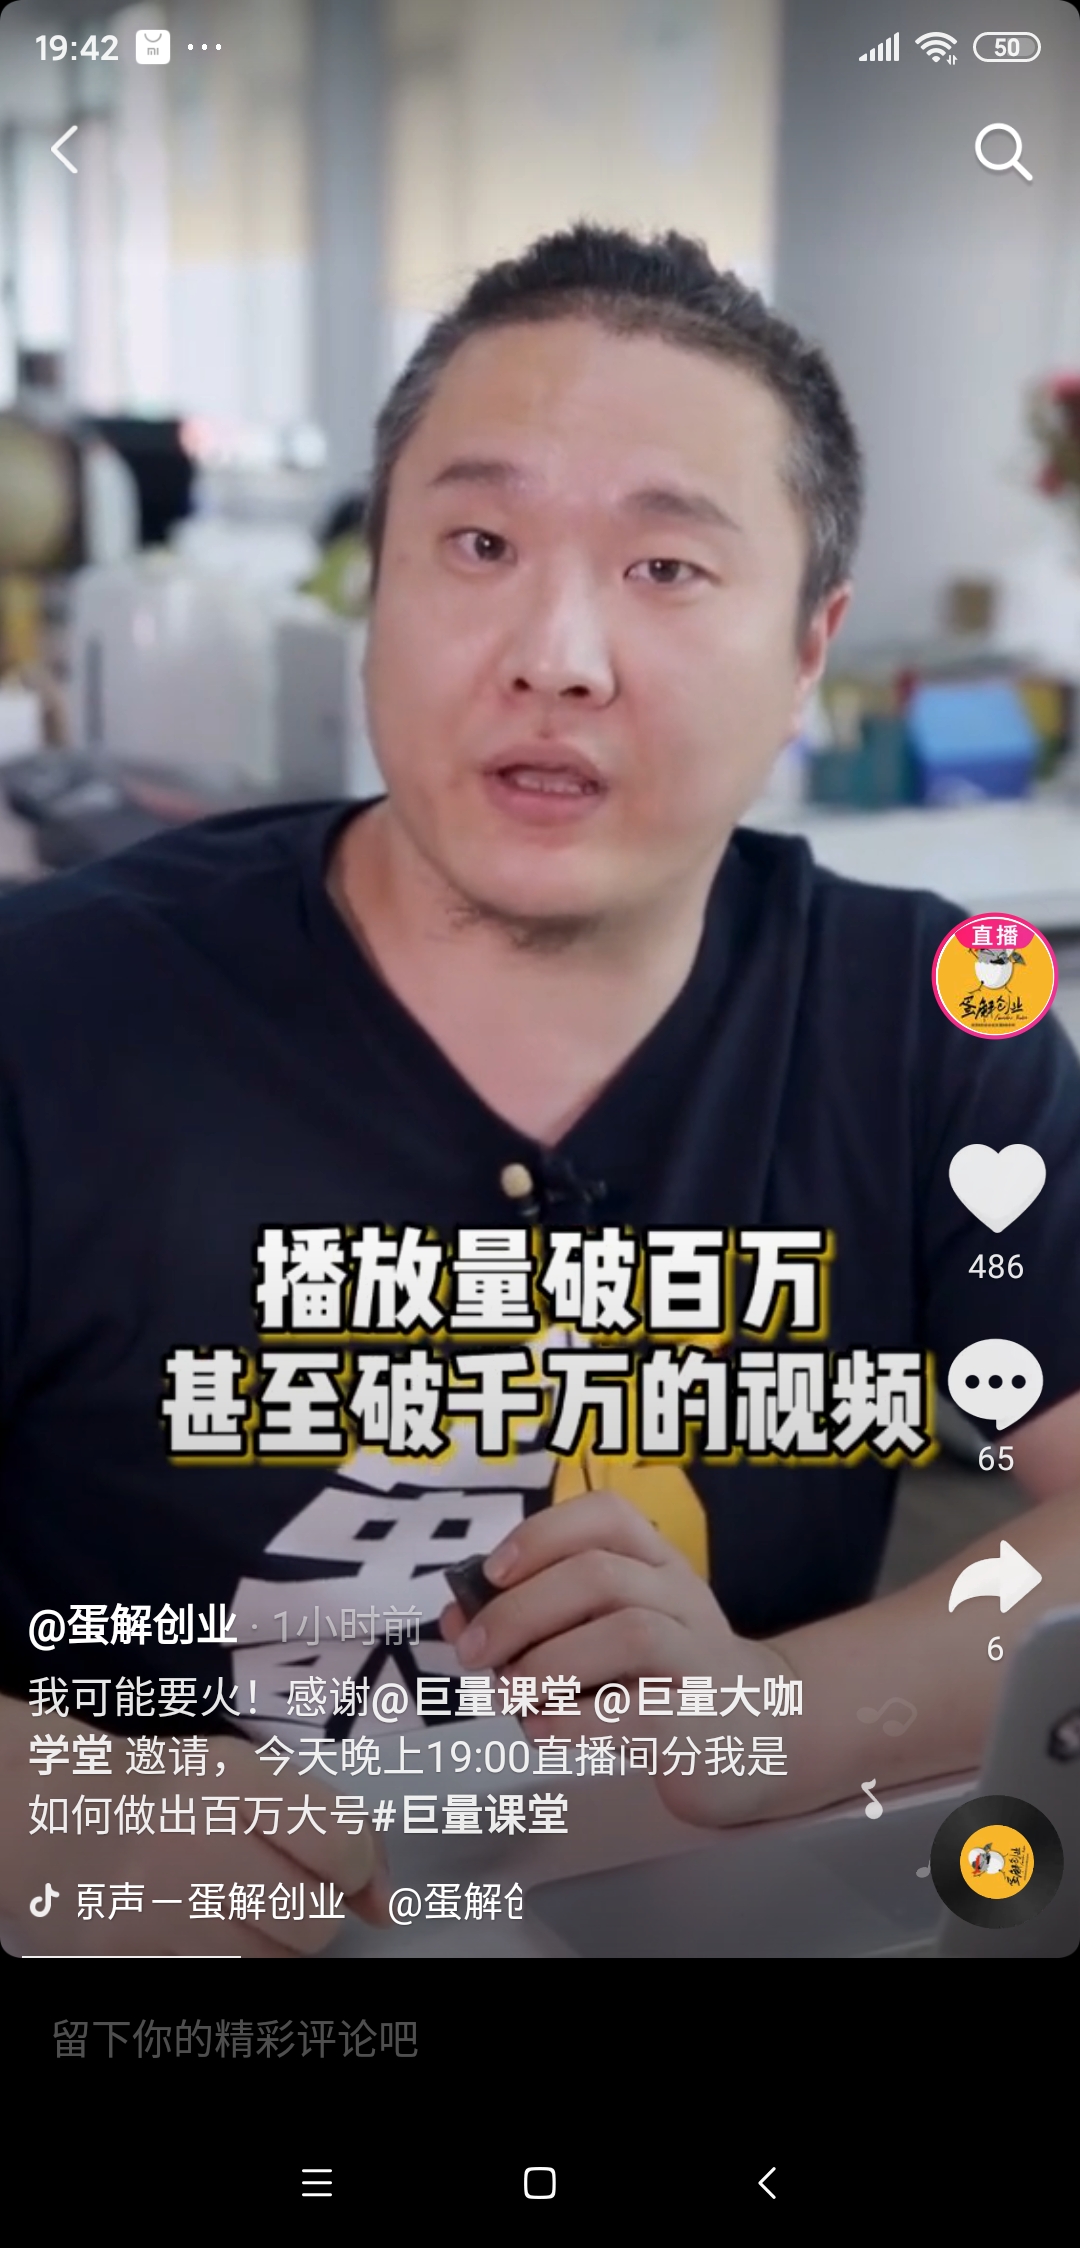 19:42
50
直播
蛋解创业
播放量破百万
甚至破千万的视频
486
65
6
@蛋解创业 · 1小时前
我可能要火！感谢@巨量课堂 @巨量大咖
学堂 邀请，今天晚上19:00直播间分我是
如何做出百万大号#巨量课堂
原声－蛋解创业 @蛋解创
留下你的精彩评论吧